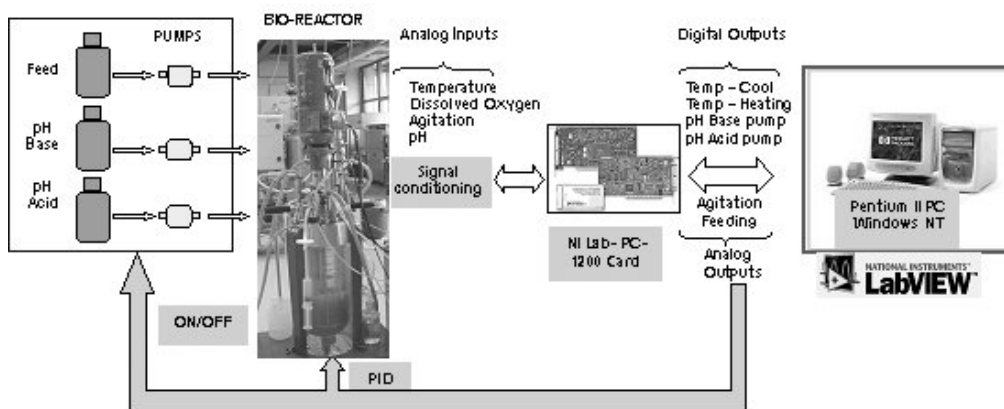 BIO-REACTOR
PUMPS
Feed
pH
Base
pH
Acid
Analog Inputs
Temperature
Dissolved Oxygen
Agitation
pH
Signal
conditioning
NI Lab-PC-
1200 Card
Digital Outputs
Temp - Cool
Temp - Heating
pH Base pump
pH Acid pump
Agitation
Feeding
Analog
Outputs
Pentium II PC
Windows NT
NATIONAL INSTRUMENTS
LabVIEW
ON/OFF
PID